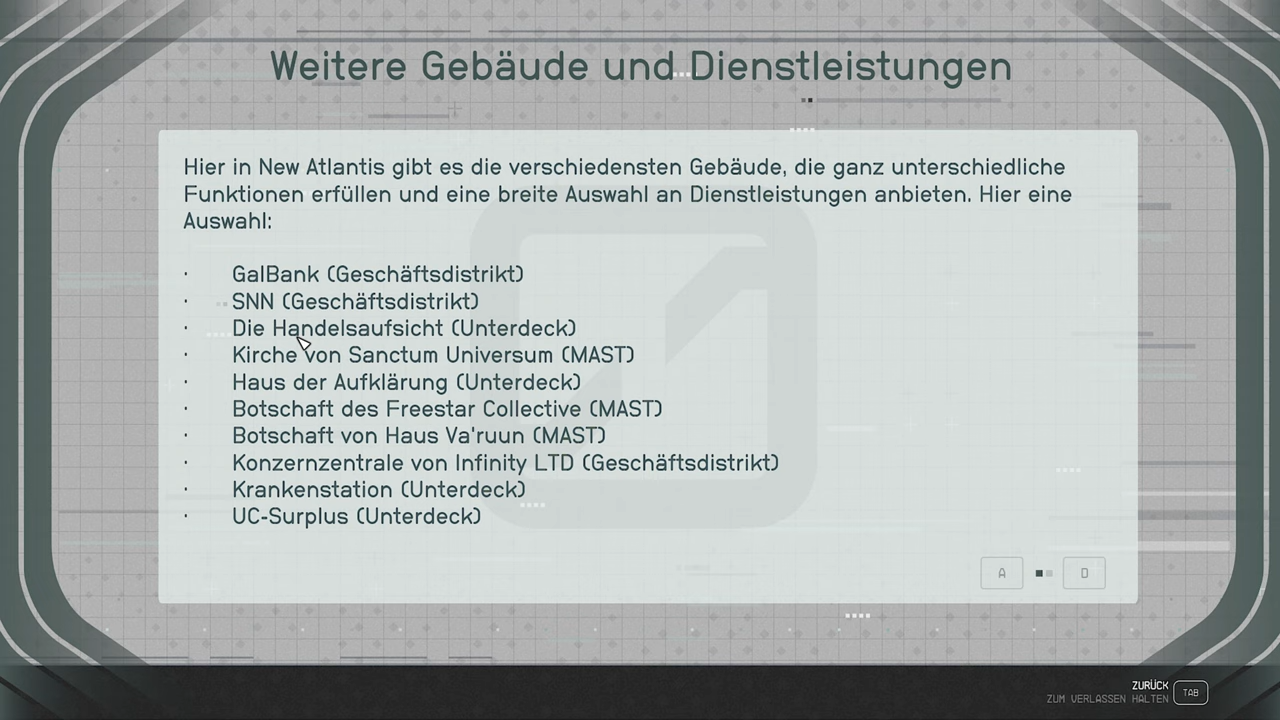 Weitere Gebäude und Dienstleistungen
Hier in New Atlantis gibt es die verschiedensten Gebäude, die ganz unterschiedliche
Funktionen erfüllen und eine breite Auswahl an Dienstleistungen anbieten. Hier eine
Auswahl:
· GalBank (Geschäftsdistrikt)
· SNN (Geschäftsdistrikt)
· Die Handelsaufsicht (Unterdeck)
· Kirche von Sanctum Universum (MAST)
· Haus der Aufklärung (Unterdeck)
· Botschaft des Freestar Collective (MAST)
· Botschaft von Haus Va'ruun (MAST)
· Konzernzentrale von Infinity LTD (Geschäftsdistrikt)
· Krankenstation (Unterdeck)
· UC-Surplus (Unterdeck)
A D
ZURÜCK
ZUM VERLASSEN HALTEN TAB